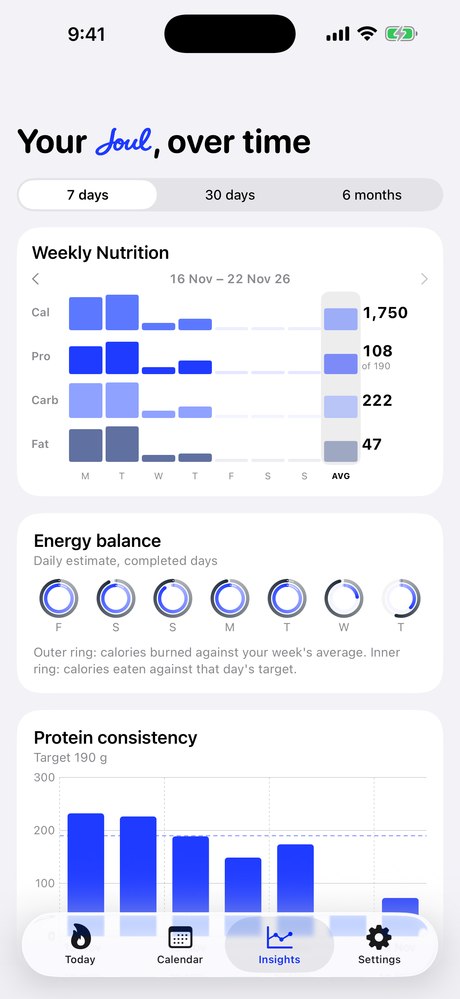 9:41
Your Joul, over time
7 days 30 days 6 months
Weekly Nutrition
16 Nov – 22 Nov 26
Cal 1,750
Pro 108
of 190
Carb 222
Fat 47
M T W T F S S AVG
Energy balance
Daily estimate, completed days
F S S M T W T
Outer ring: calories burned against your week's average. Inner
ring: calories eaten against that day's target.
Protein consistency
Target 190 g
300
200
100
Today Calendar Insights Settings